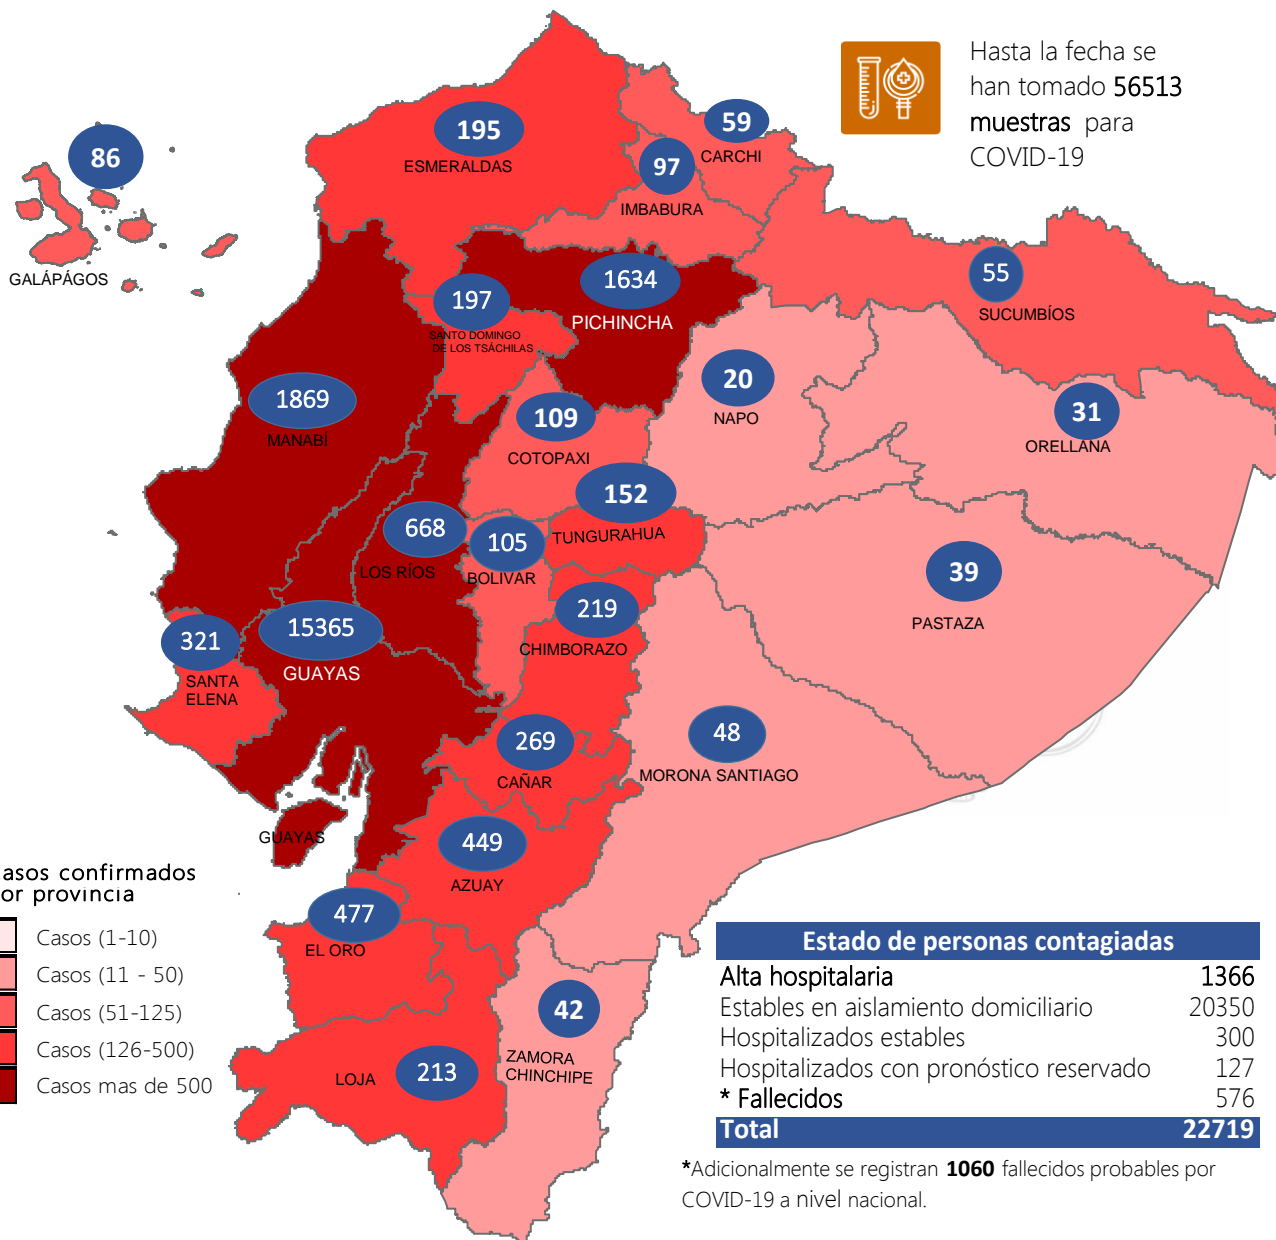 Hasta la fecha se
han tomado 56513
muestras para
COVID-19
86
GALÁPÁGOS
195
ESMERALDAS
59
CARCHI
97
IMBABURA
1634
PICHINCHA
197
SANTO DOMINGO
DE LOS TSÁCHILAS
55
SUCUMBÍOS
1869
MANABÍ
20
NAPO
31
ORELLANA
109
COTOPAXI
152
TUNGURAHUA
668
LOS RÍOS
105
BOLIVAR
39
PASTAZA
219
CHIMBORAZO
321
SANTA
ELENA
15365
GUAYAS
269
CAÑAR
48
MORONA SANTIAGO
GUAYAS
449
AZUAY
477
EL ORO
42
ZAMORA
CHINCHIPE
LOJA 213
asos confirmados
or provincia
Casos (1-10)
Casos (11 - 50)
Casos (51-125)
Casos (126-500)
Casos mas de 500
Estado de personas contagiadas
Alta hospitalaria 1366
Estables en aislamiento domiciliario 20350
Hospitalizados estables 300
Hospitalizados con pronóstico reservado 127
* Fallecidos 576
Total 22719
*Adicionalmente se registran 1060 fallecidos probables por
COVID-19 a nivel nacional.